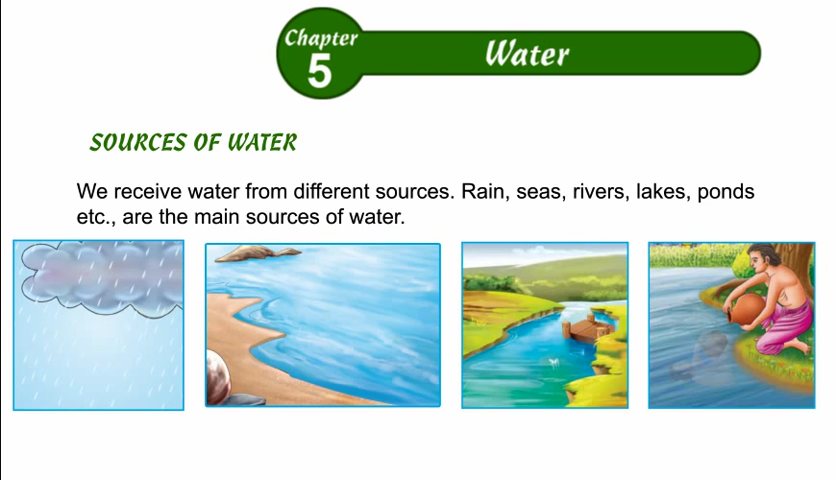 Chapter
5
Water
SOURCES OF WATER
We receive water from different sources. Rain, seas, rivers, lakes, ponds
etc., are the main sources of water.